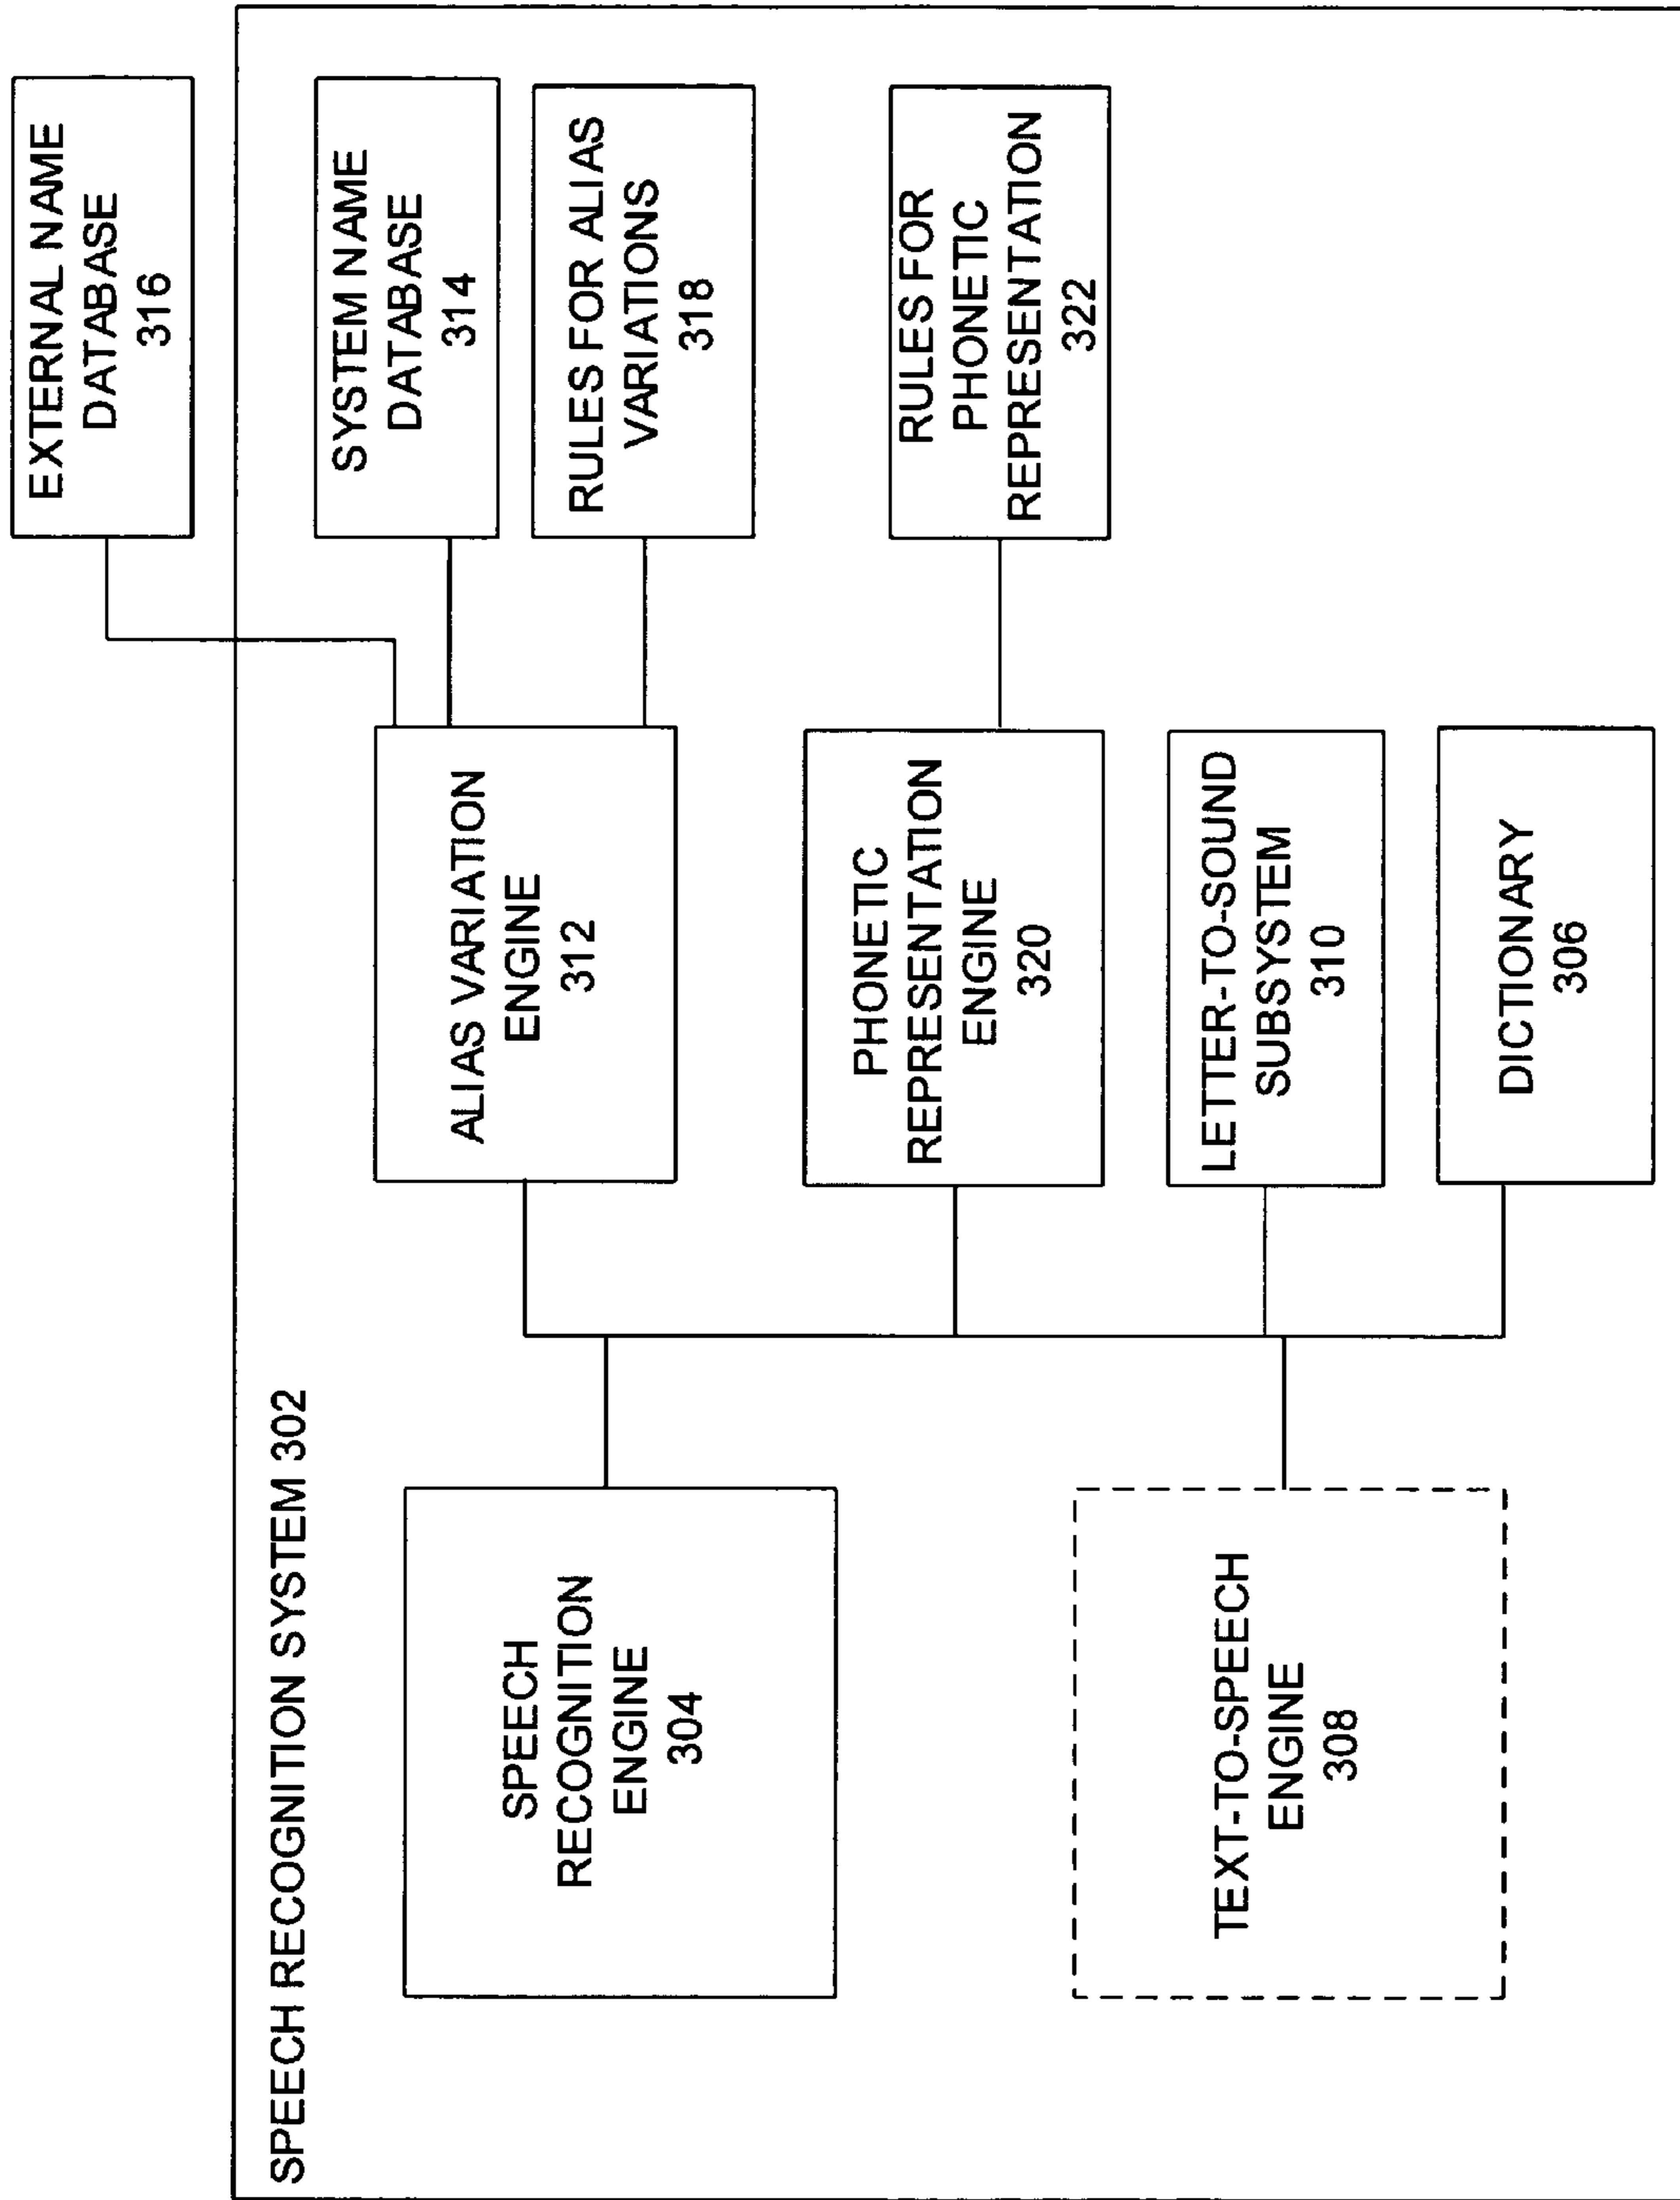 EXTERNAL NAME
DATABASE
316
SPEECH RECOGNITION SYSTEM 302
SPEECH
RECOGNITION
ENGINE
304
ALIAS VARIATION
ENGINE
312
SYSTEM NAME
DATABASE
314
RULES FOR ALIAS
VARIATIONS
318
PHONETIC
REPRESENTATION
ENGINE
320
RULES FOR
PHONETIC
REPRESENTATION
322
TEXT-TO-SPEECH
ENGINE
308
LETTER-TO-SOUND
SUBSYSTEM
310
DICTIONARY
306